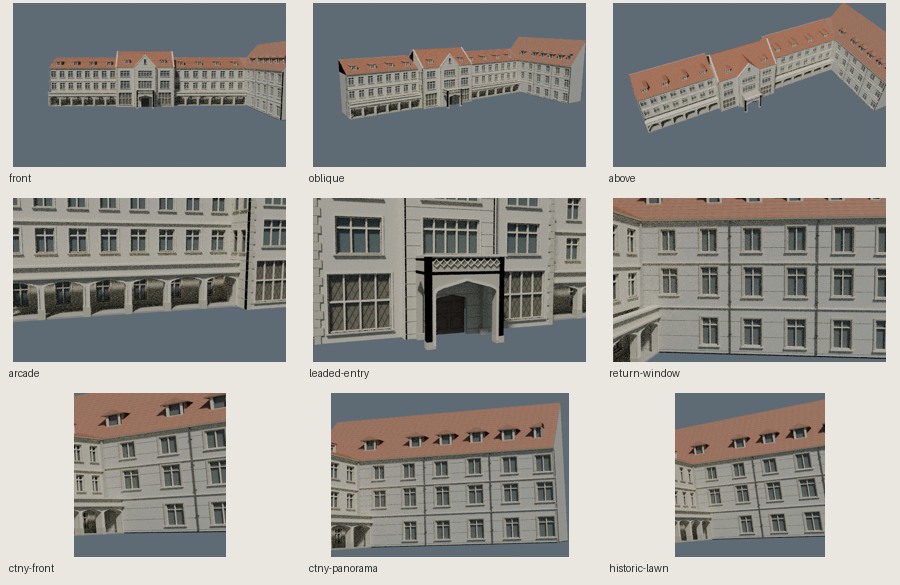 front
oblique
above
arcade
leaded-entry
return-window
ctny-front
ctny-panorama
historic-lawn